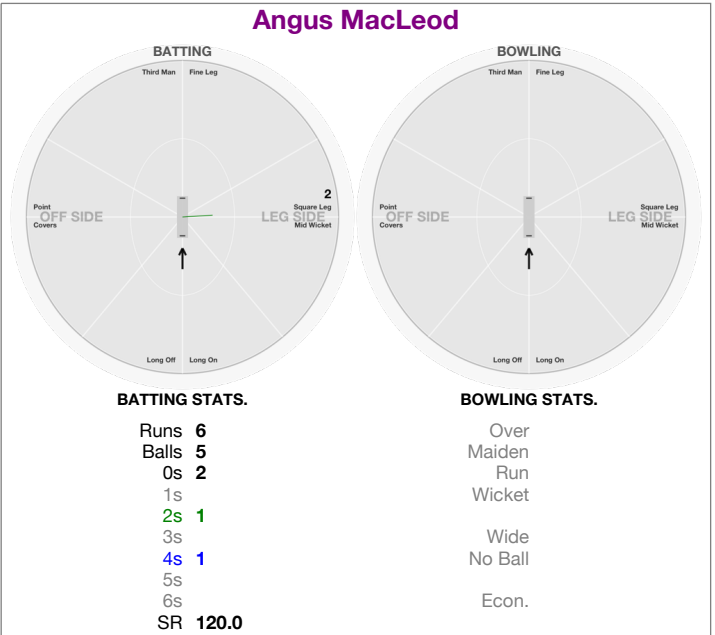 Angus MacLeod
BATTING
Third Man Fine Leg
2
Point Square Leg
OFF SIDE LEG SIDE
Covers Mid Wicket
Long Off Long On
BOWLING
Third Man Fine Leg
Point Square Leg
OFF SIDE LEG SIDE
Covers Mid Wicket
Long Off Long On
BATTING STATS.
Runs 6
Balls 5
0s 2
1s
2s 1
3s
4s 1
5s
6s
SR 120.0
BOWLING STATS.
Over
Maiden
Run
Wicket
Wide
No Ball
Econ.